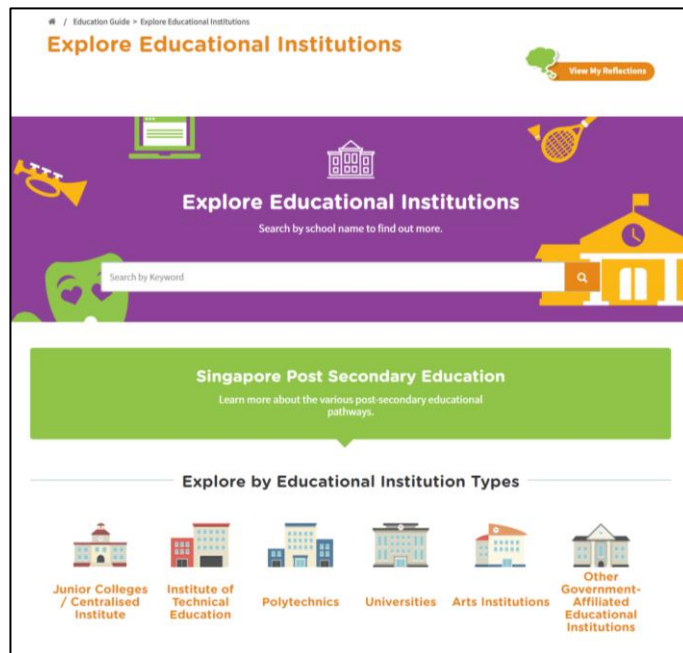 / Education Guide > Explore Educational Institutions
Explore Educational Institutions
View My Reflections
Explore Educational Institutions
Search by school name to find out more.
Search by Keyword
Singapore Post Secondary Education
Learn more about the various post-secondary educational
pathways.
Explore by Educational Institution Types
Junior Colleges
/ Centralised
Institute
Institute of
Technical
Education
Polytechnics
Universities
Arts Institutions
Other
Government-
Affiliated
Educational
Institutions